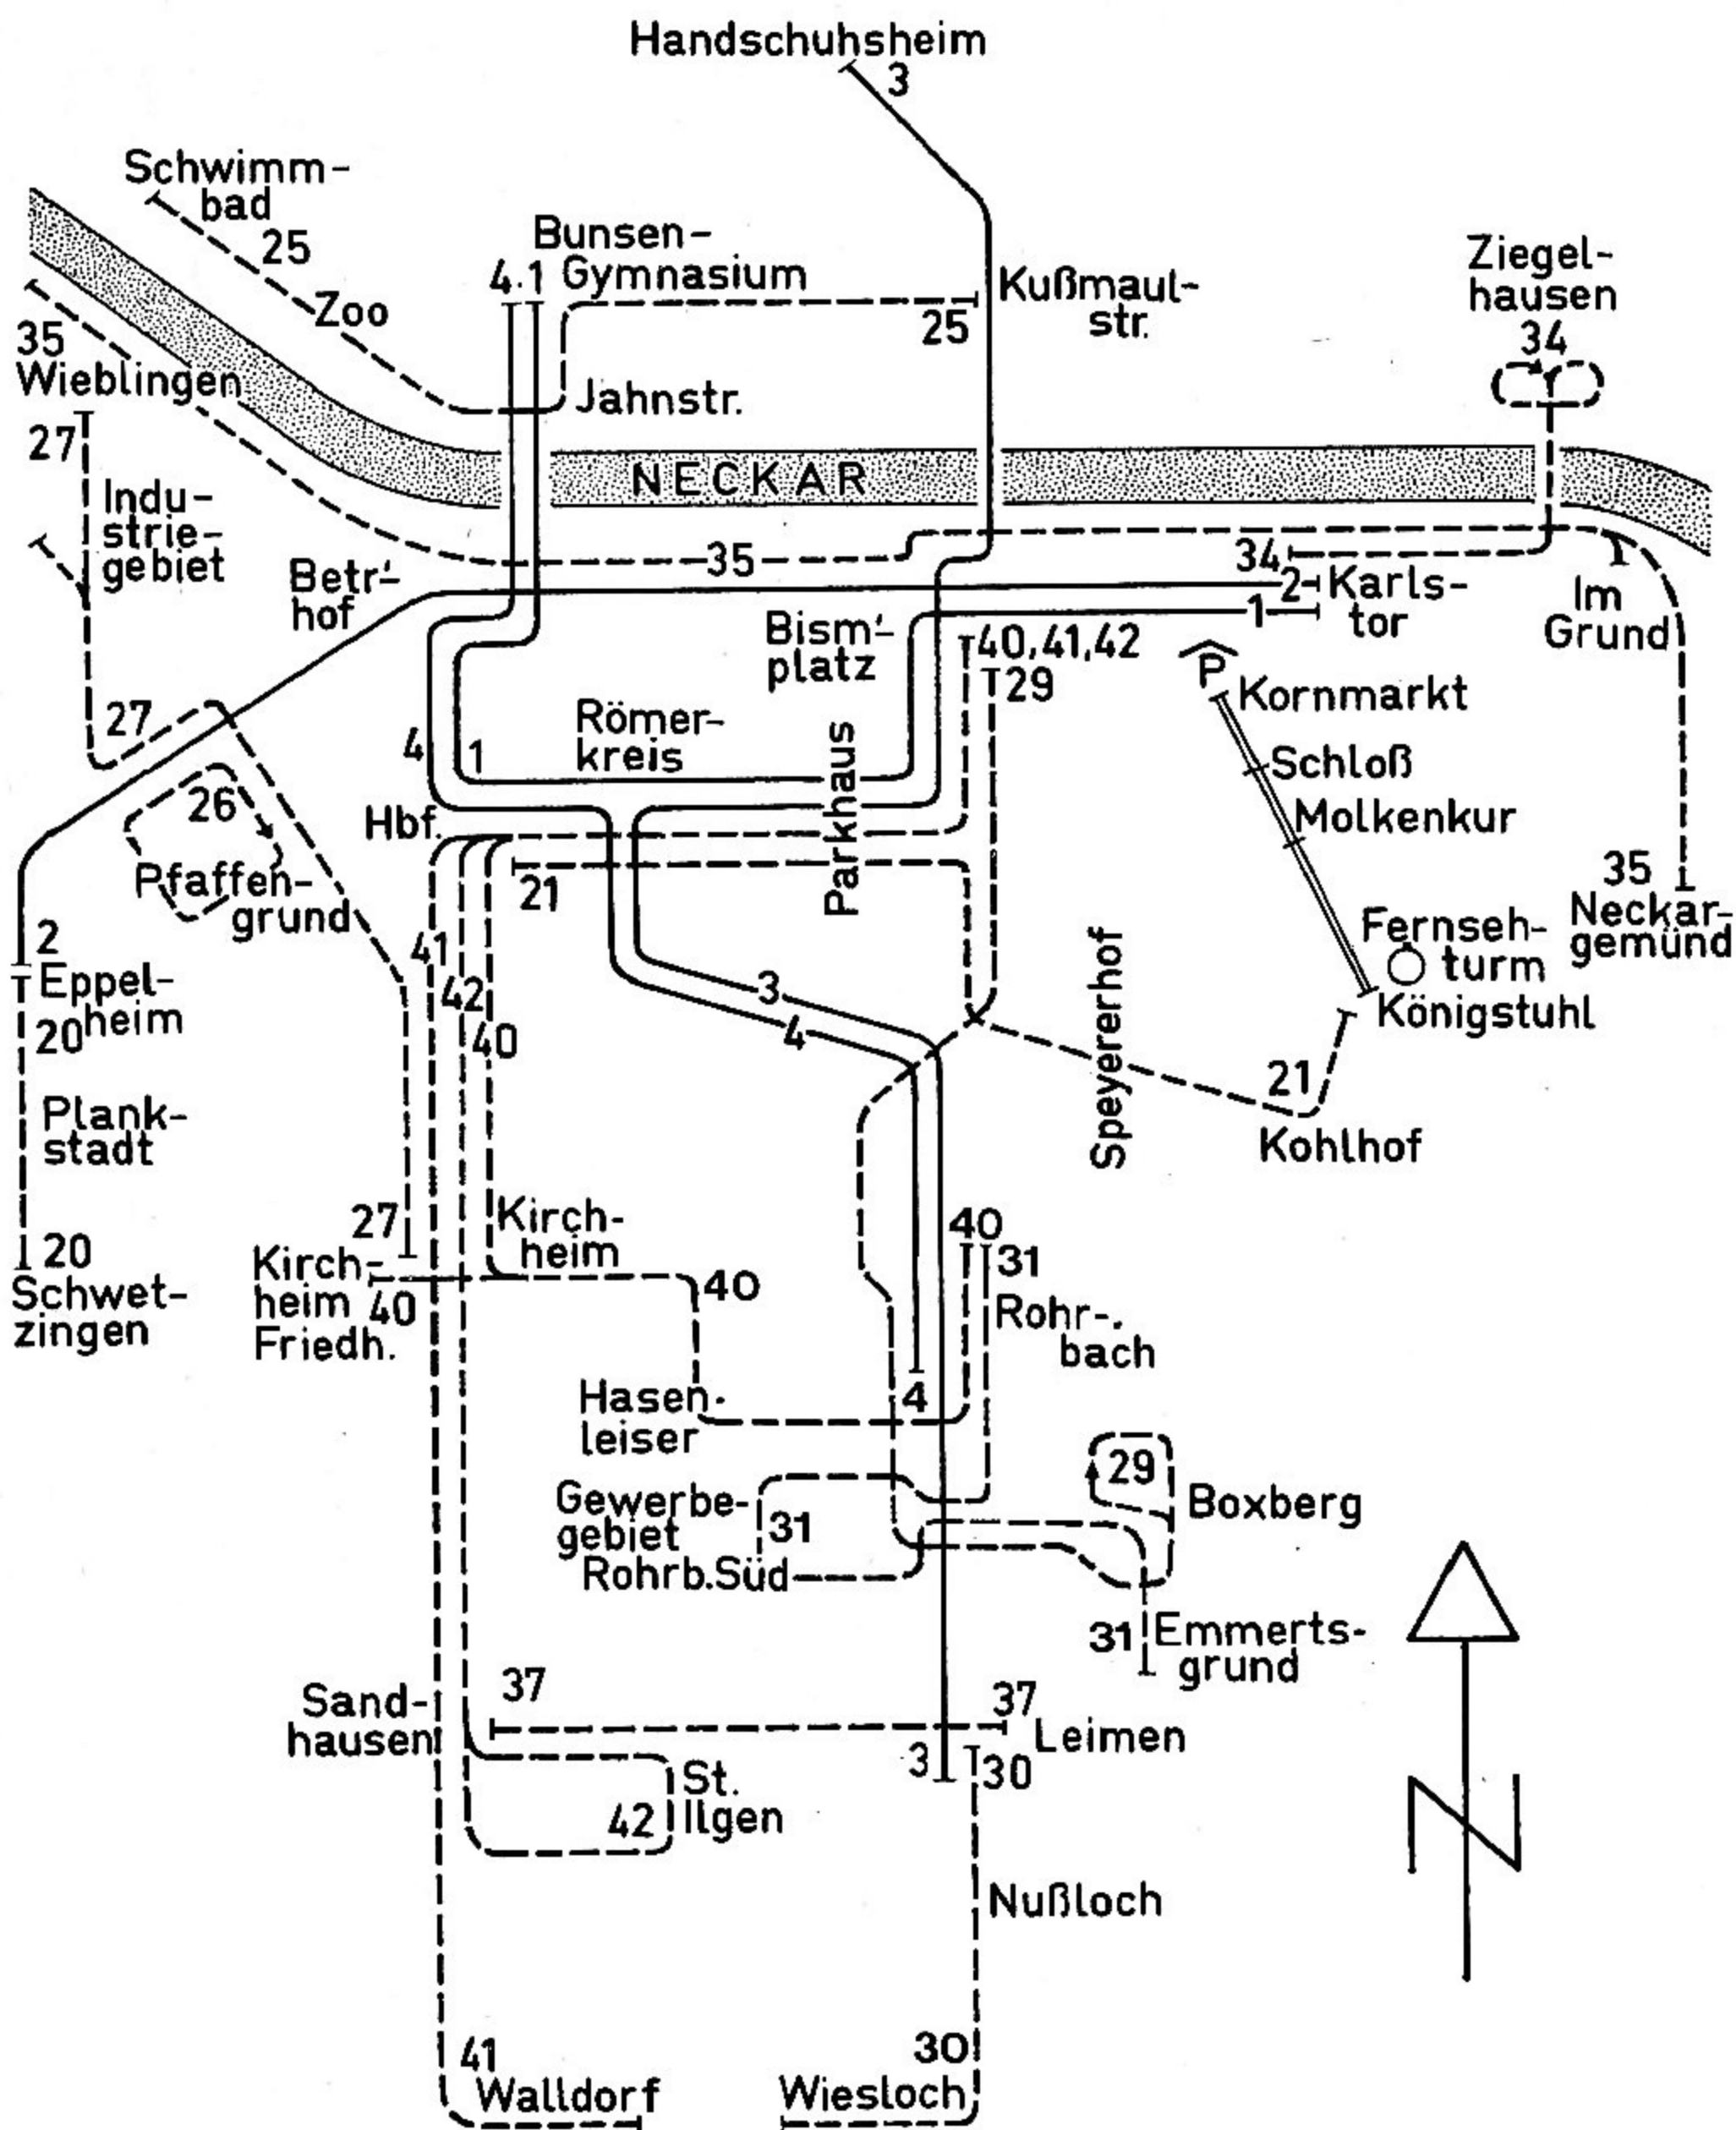 Handschuhsheim
3
Schwimm-
bad
25
Zoo
Bunsen-
4 1 Gymnasium
Kußmaul-
str.
25
Ziegel-
hausen
34
35
Wieblingen
Jahnstr.
27
NECKAR
Indu-
strie-
gebiet
Betr'-
hof
35
34
2
1
Karls-
tor
Im
Grund
Bism'-
platz
40,41,42
29
P
Kornmarkt
27
Römer-
kreis
4
1
Parkhaus
Schloß
Molkenkur
26
Hbf.
Pfaffen-
grund
21
35
Neckar-
gemünd
2
Eppel-
heim
20
41
42
40
3
4
Speyererhof
Fernseh-
turm
Königstuhl
21
Kohlhof
Plank-
stadt
20
Schwet-
zingen
27
Kirch-
heim
Friedh.
40
Kirch-
heim
40
40
31
Rohr-
bach
4
Hasen-
leiser
29
Boxberg
Gewerbe-
gebiet
Rohrb.Süd
31
31
Emmerts-
grund
Sand-
hausen
37
37
Leimen
3
30
St.
Ilgen
42
Nußloch
N
41
Walldorf
30
Wiesloch